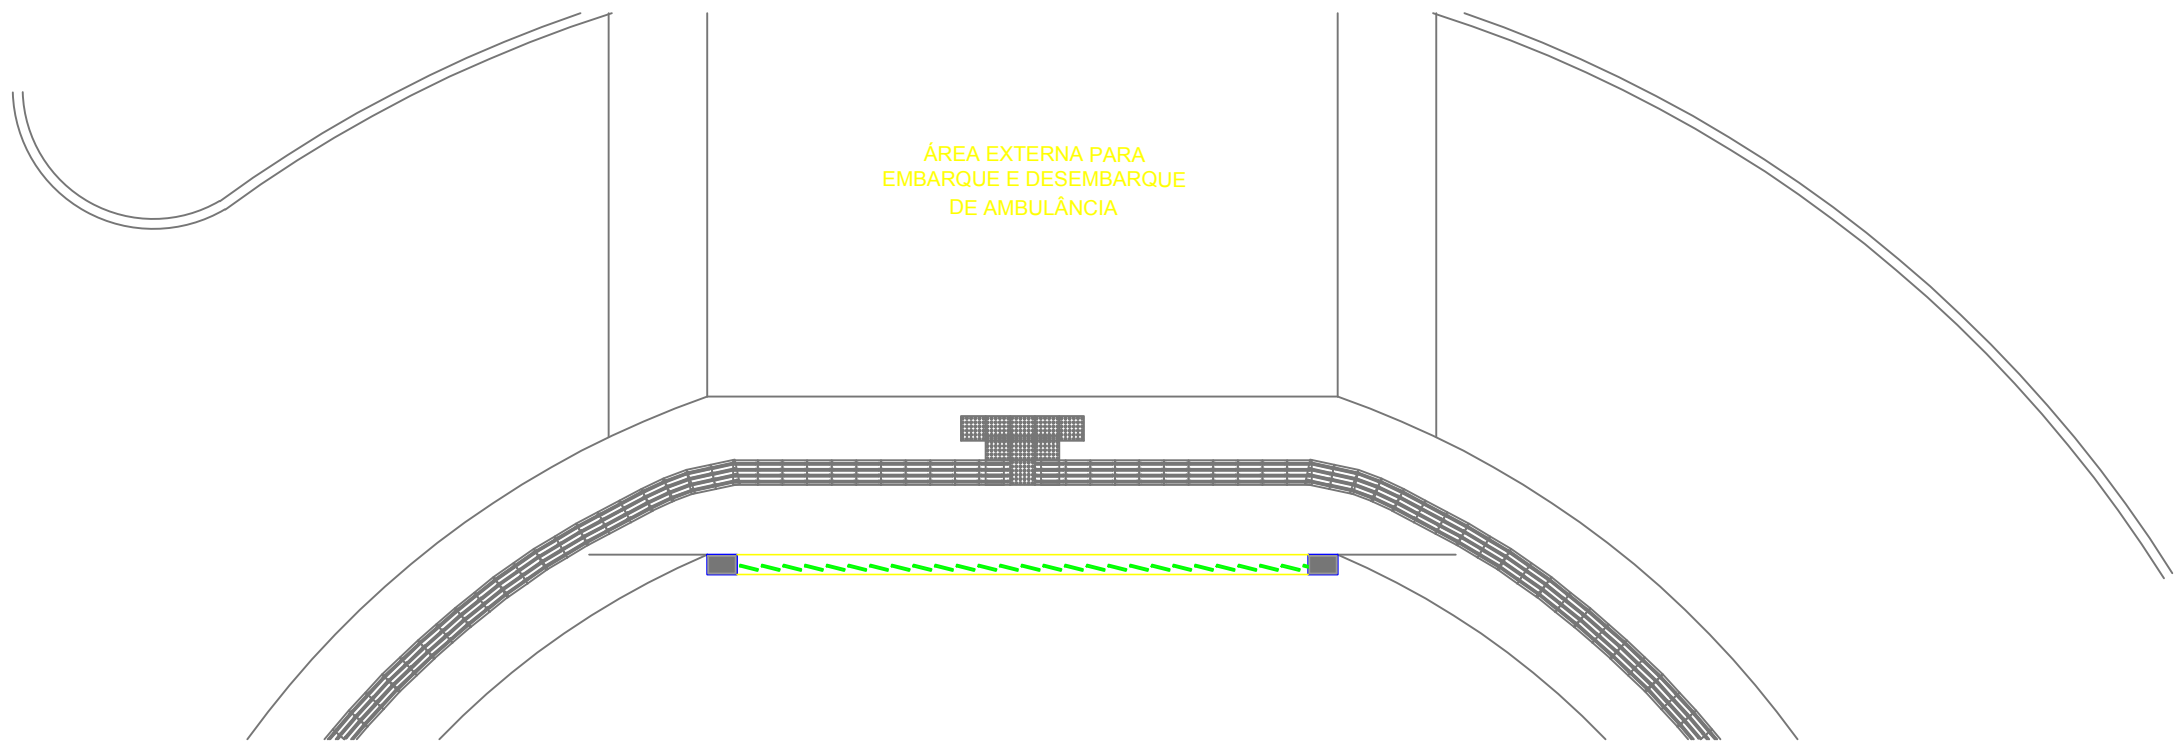 ÁREA EXTERNA PARA
EMBARQUE E DESEMBARQUE
DE AMBULÂNCIA